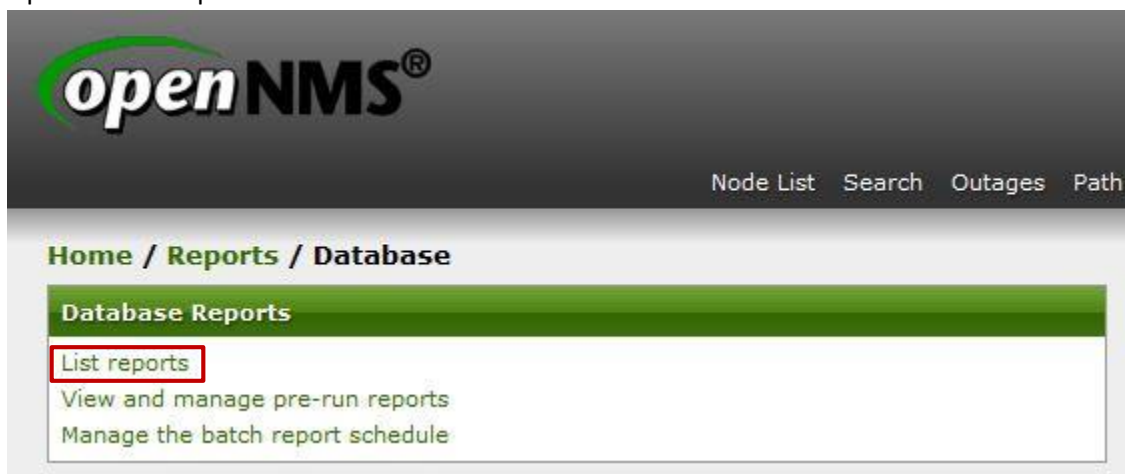 openNMS®
Node List Search Outages Path
Home / Reports / Database
Database Reports
List reports
View and manage pre-run reports
Manage the batch report schedule